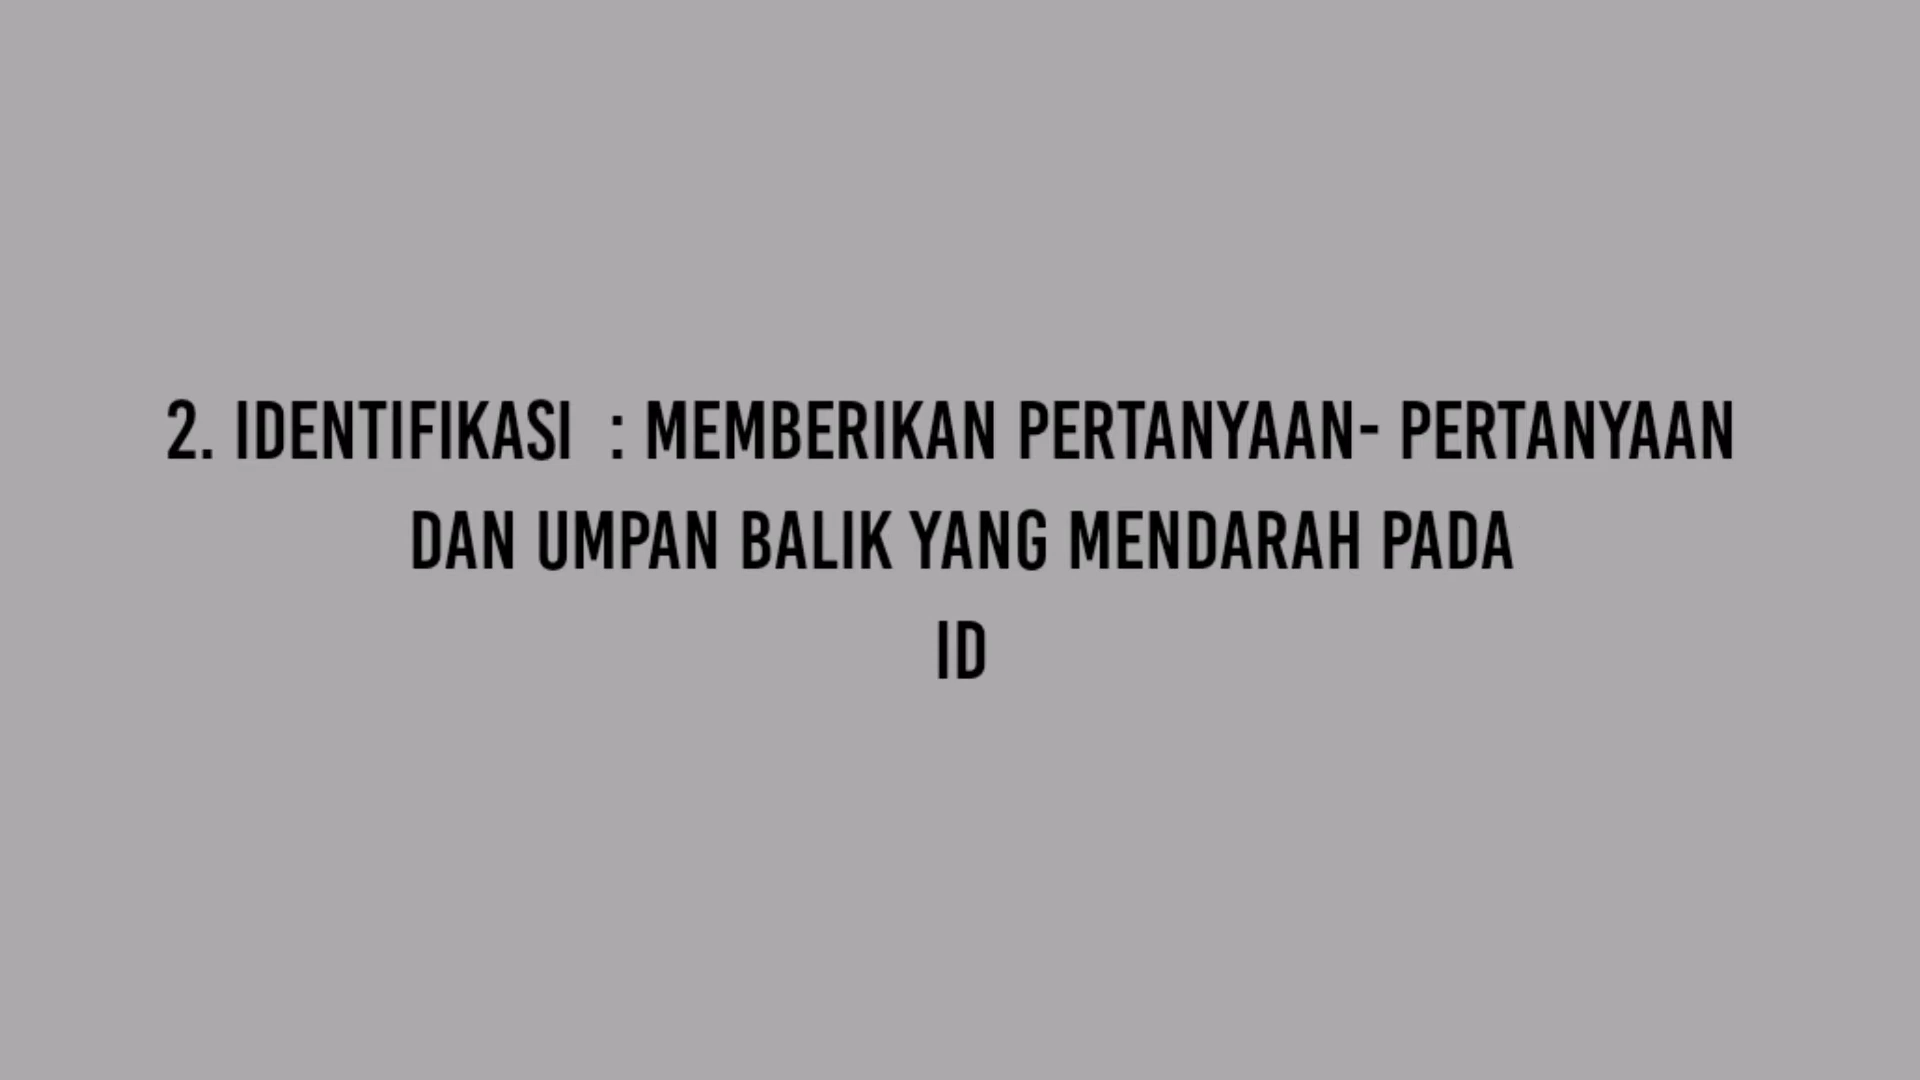 2. IDENTIFIKASI : MEMBERIKAN PERTANYAAN- PERTANYAAN
DAN UMPAN BALIK YANG MENDARAH PADA
ID